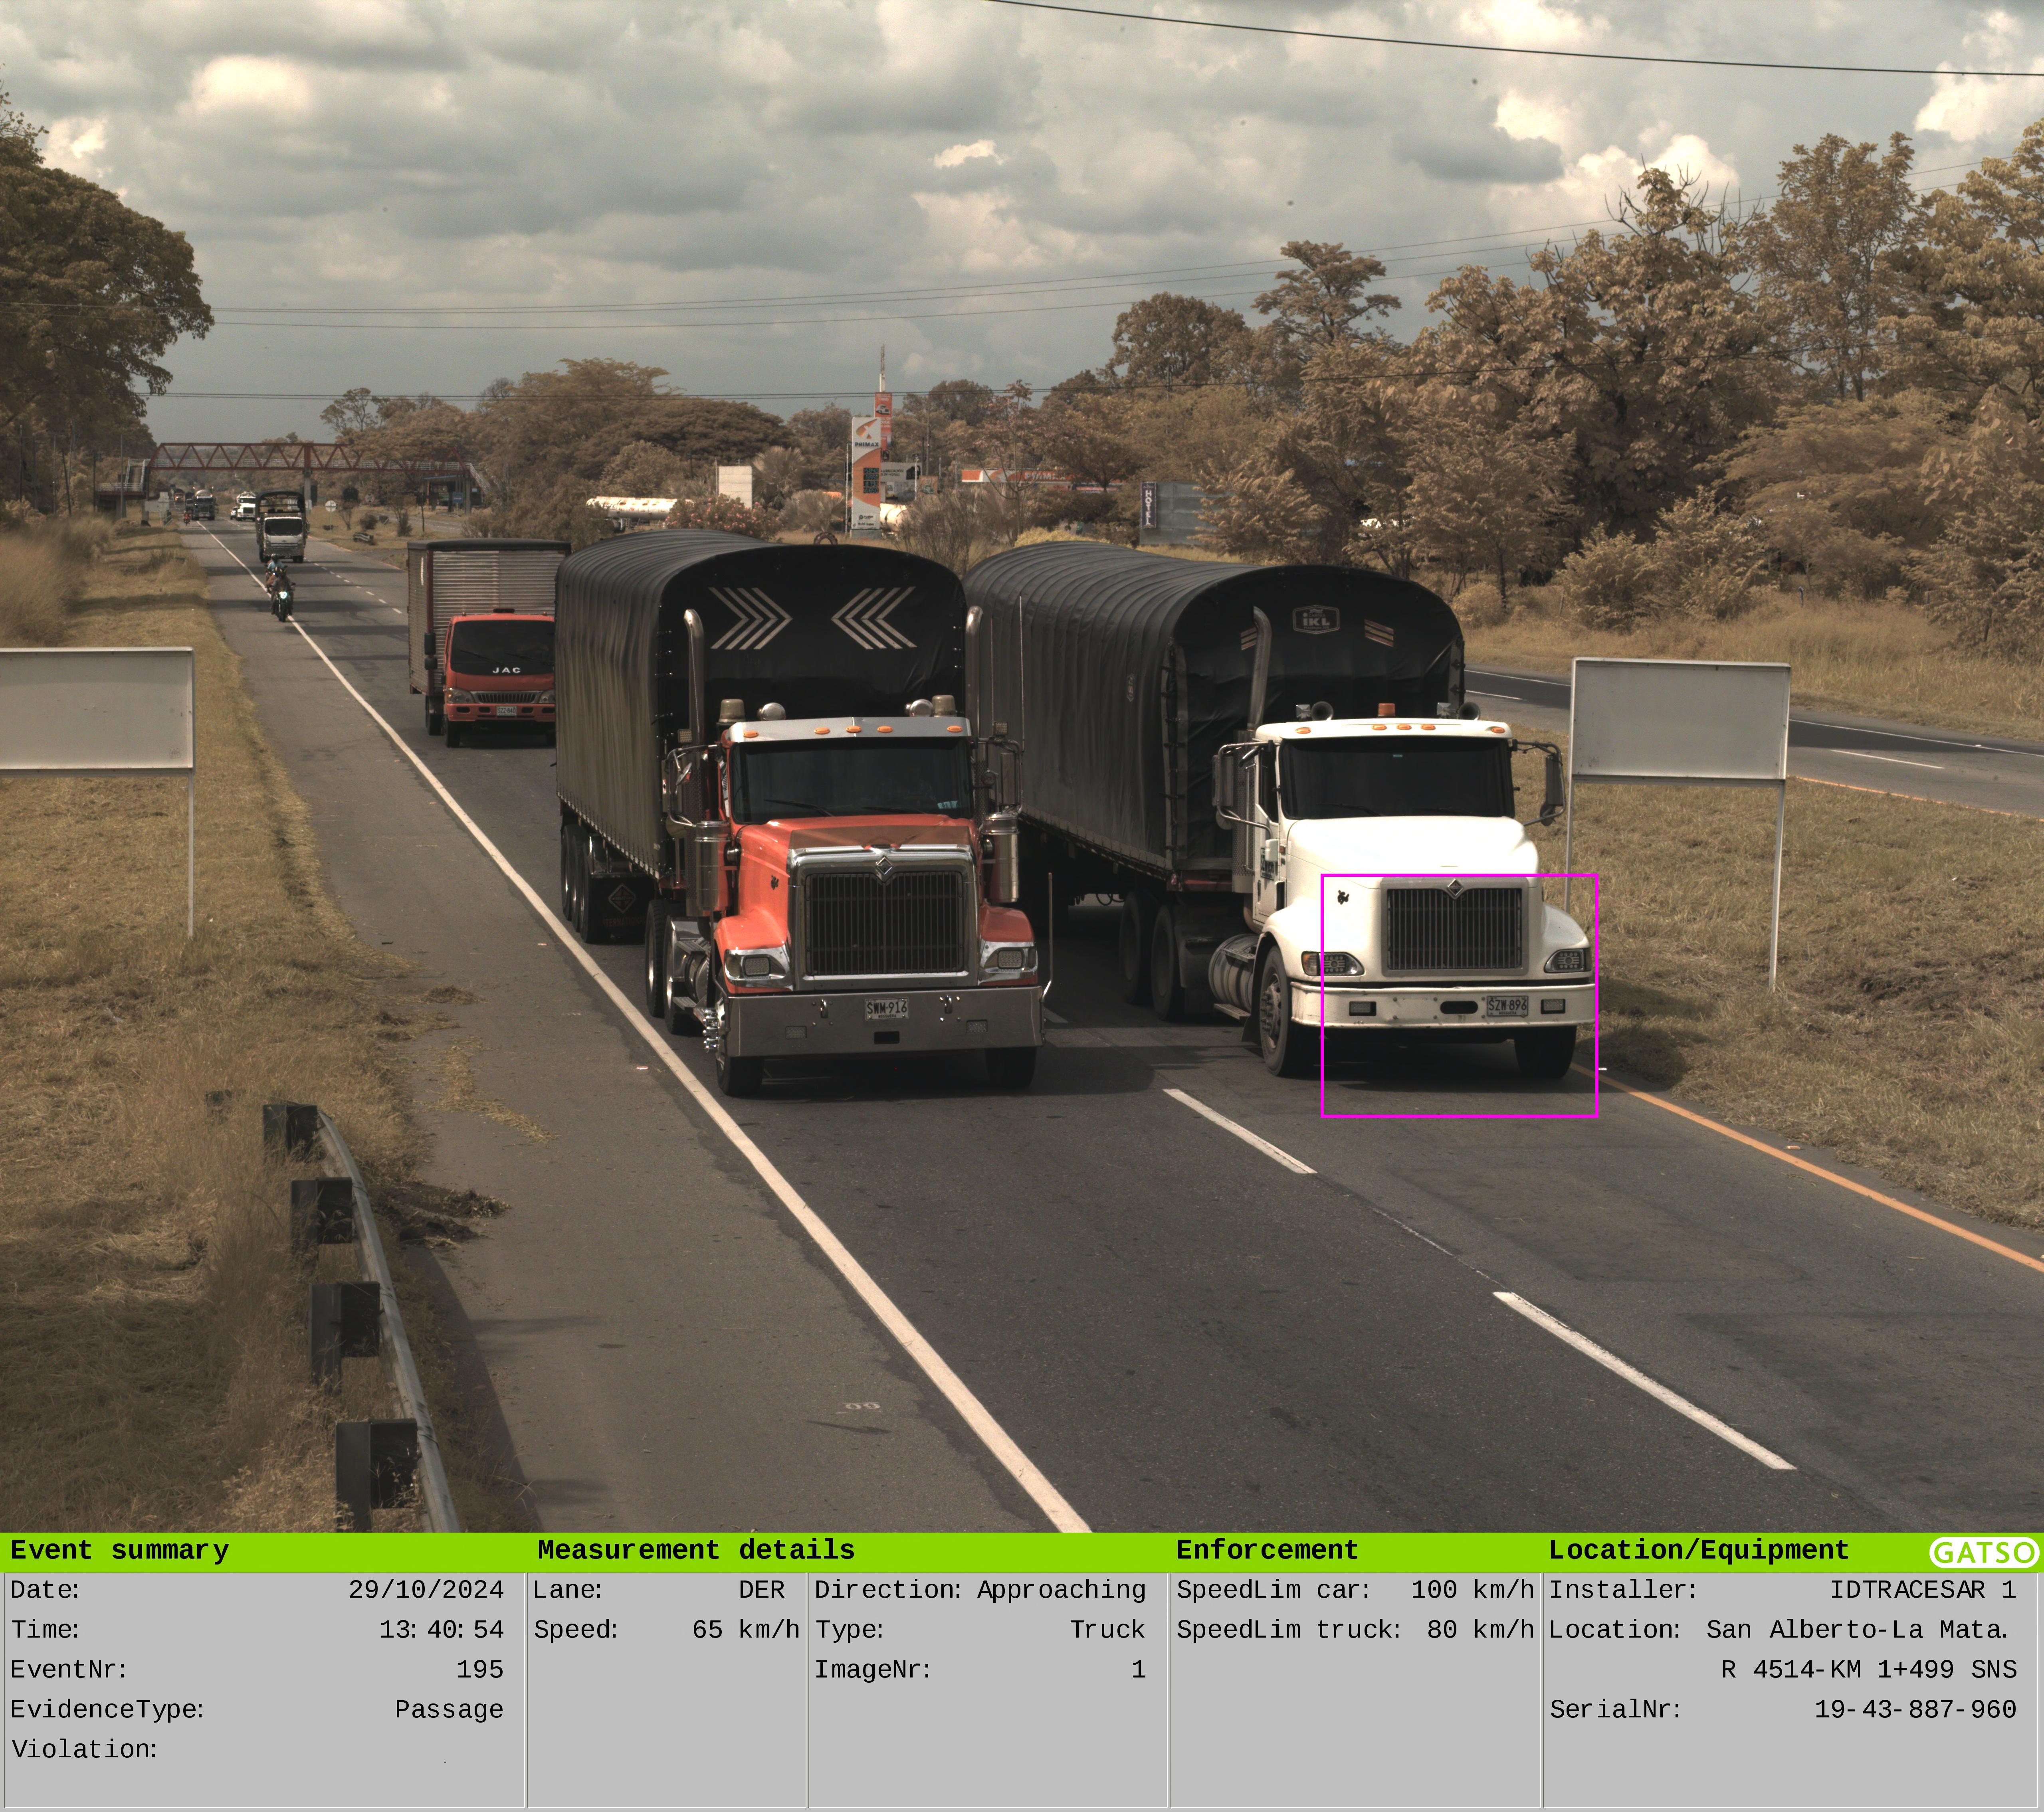 PRIMAX
HOTEL
IKL
JAC
SWM 916
SZW 896
Event summary
Measurement details
Enforcement
Location/Equipment
GATSO
Date: 29/10/2024
Time: 13:40:54
EventNr: 195
EvidenceType: Passage
Violation:
Lane: DER
Speed: 65 km/h
Direction: Approaching
Type: Truck
ImageNr: 1
SpeedLim car: 100 km/h
SpeedLim truck: 80 km/h
Installer: IDTRACESAR 1
Location: San Alberto-La Mata.
R 4514-KM 1+499 SNS
SerialNr: 19-43-887-960